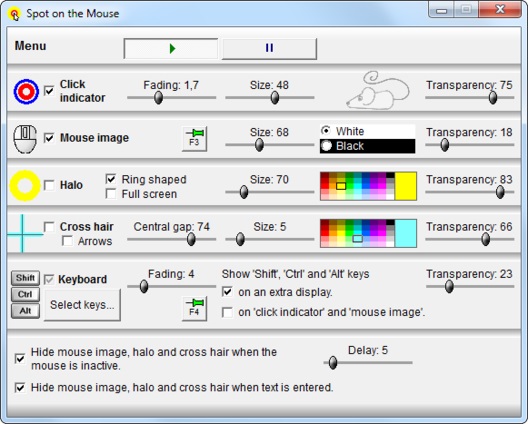 Spot on the Mouse
Menu
Click indicator
Fading: 1,7
Size: 48
Transparency: 75
Mouse image
F3
Size: 68
White
Black
Transparency: 18
Halo
Ring shaped
Full screen
Size: 70
Transparency: 83
Cross hair
Arrows
Central gap: 74
Size: 5
Transparency: 66
Shift
Ctrl
Alt
Keyboard
Select keys...
Fading: 4
F4
Show 'Shift', 'Ctrl' and 'Alt' keys
on an extra display.
on 'click indicator' and 'mouse image'.
Transparency: 23
Hide mouse image, halo and cross hair when the
mouse is inactive.
Delay: 5
Hide mouse image, halo and cross hair when text is entered.